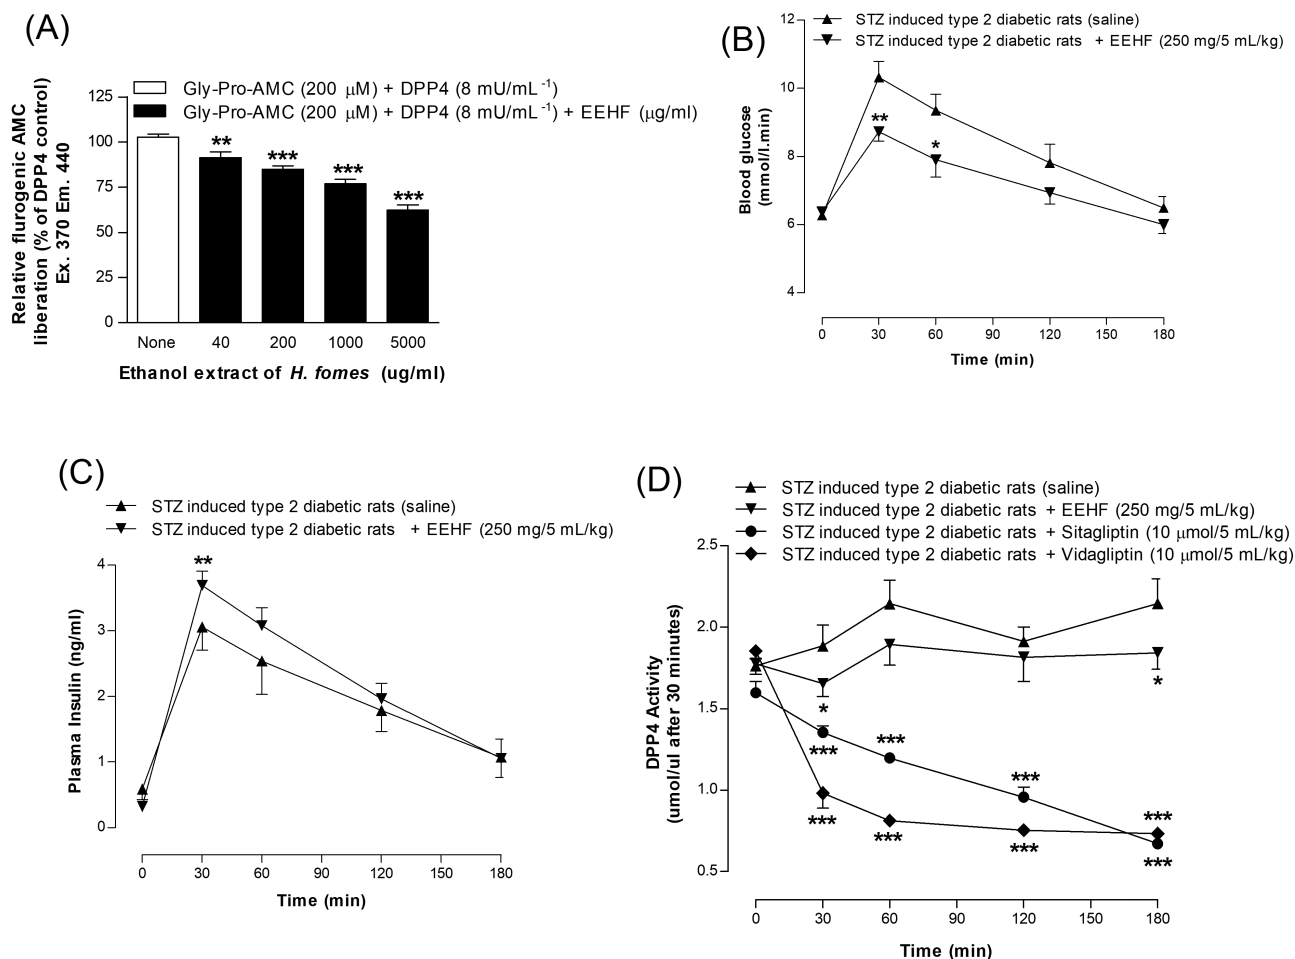 (A)
Gly-Pro-AMC (200 μM) + DPP4 (8 mU/mL-1)
Gly-Pro-AMC (200 μM) + DPP4 (8 mU/mL-1) + EEHF (μg/ml)
Relative flurogenic AMC
liberation (% of DPP4 control)
Ex. 370 Em. 440
125
100
75
50
25
0
**
***
***
***
None 40 200 1000 5000
Ethanol extract of H. fomes (ug/ml)
(B)
STZ induced type 2 diabetic rats (saline)
STZ induced type 2 diabetic rats + EEHF (250 mg/5 mL/kg)
Blood glucose
(mmol/l.min)
12
10
8
6
4
**
*
0 30 60 90 120 150 180
Time (min)
(C)
STZ induced type 2 diabetic rats (saline)
STZ induced type 2 diabetic rats + EEHF (250 mg/5 mL/kg)
Plasma Insulin (ng/ml)
4
3
2
1
0
**
0 30 60 90 120 150 180
Time (min)
(D)
STZ induced type 2 diabetic rats (saline)
STZ induced type 2 diabetic rats + EEHF (250 mg/5 mL/kg)
STZ induced type 2 diabetic rats + Sitagliptin (10 μmol/5 mL/kg)
STZ induced type 2 diabetic rats + Vidagliptin (10 μmol/5 mL/kg)
DPP4 Activity
(umol/ul after 30 minutes)
2.5
2.0
1.5
1.0
0.5
*
*
***
***
***
***
***
***
***
***
0 30 60 90 120 150 180
Time (min)